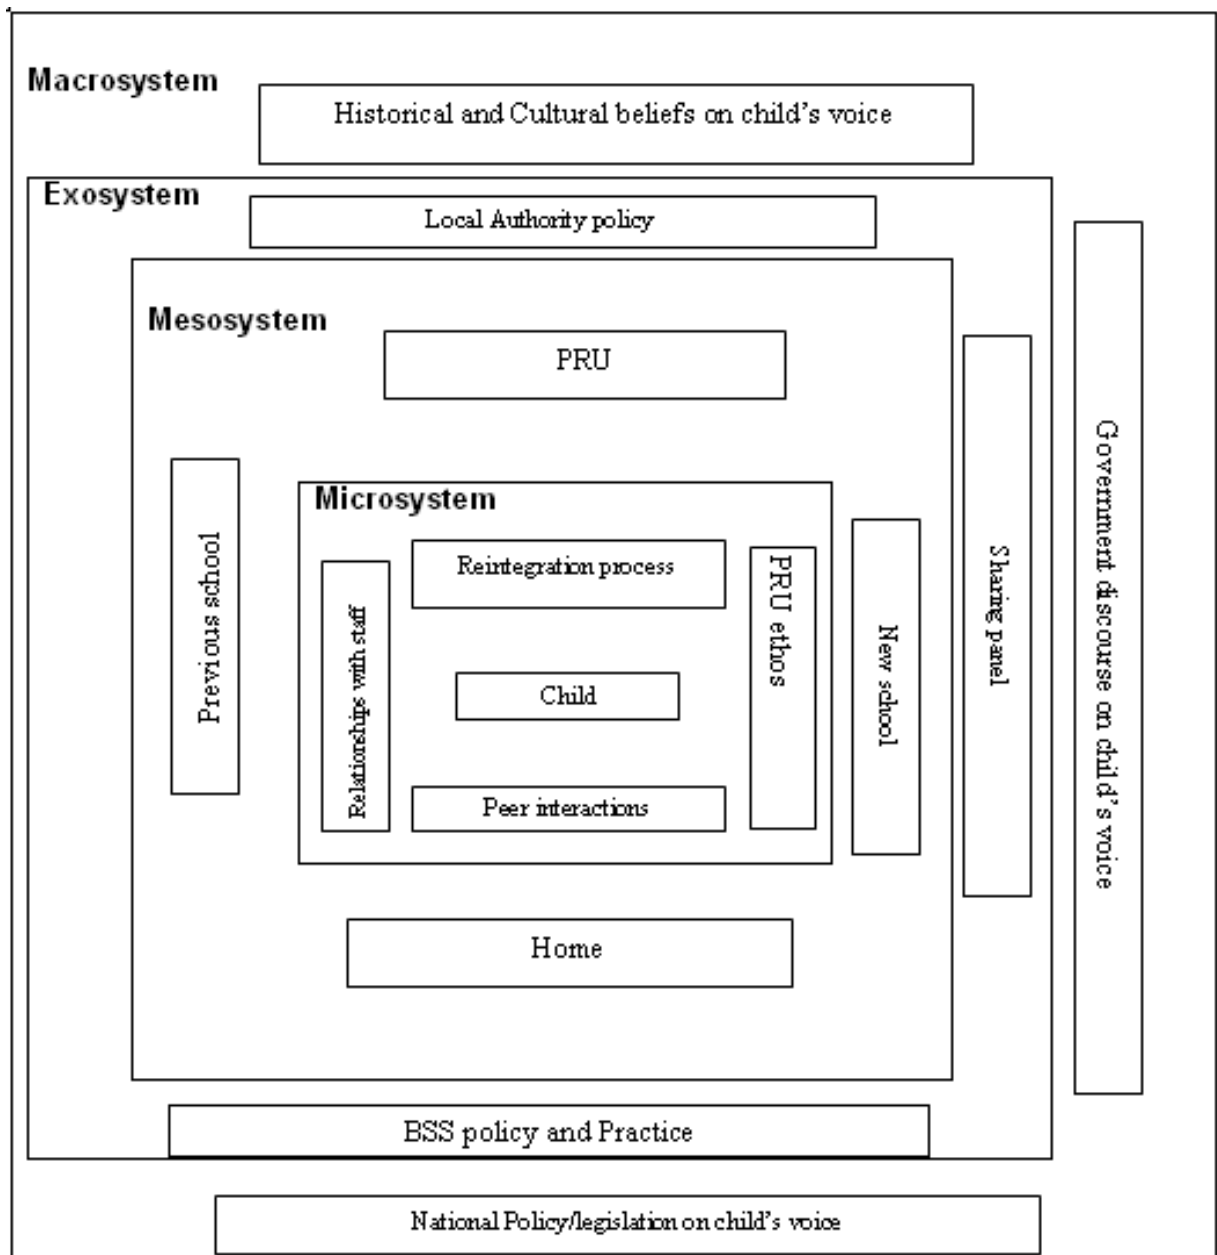 Macrosystem
Historical and Cultural beliefs on child's voice
Exosystem
Local Authority policy
Mesosystem
PRU
Previous school
Microsystem
Reintegration process
Relationships with staff
PRU ethos
Child
Peer interactions
New school
Sharing panel
Government discourse on child's voice
Home
BSS policy and Practice
National Policy/legislation on child's voice